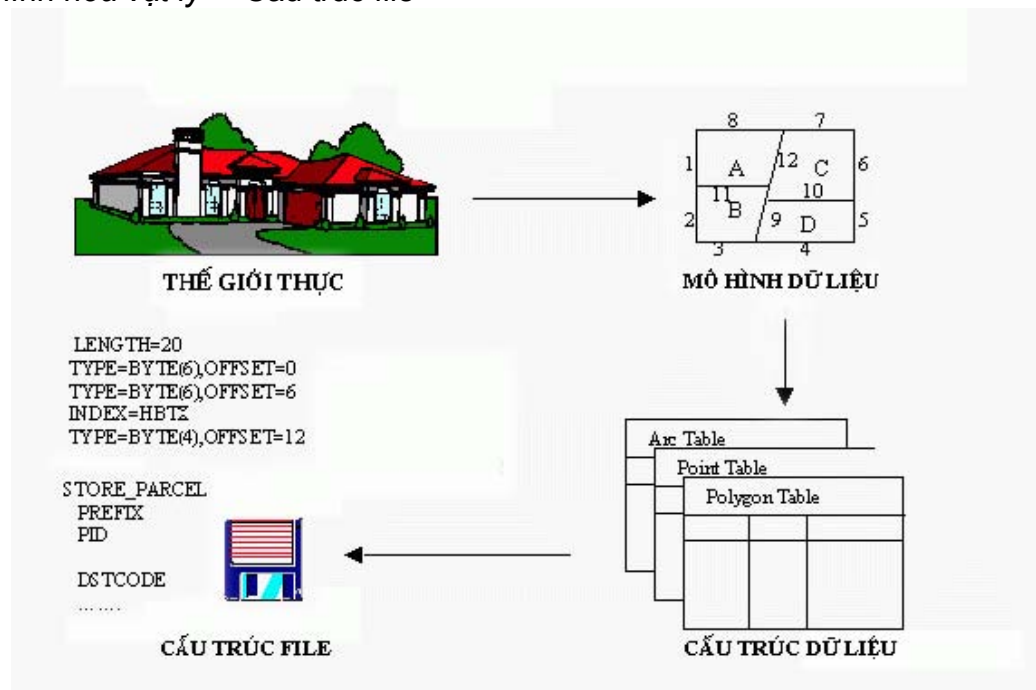 8 7
1 A 12 C 6
11 10
2 B 9 D 5
3 4
THẾ GIỚI THỰC
MÔ HÌNH DỮ LIỆU
LENGTH=20
TYPE=BYTE(6),OFFSET=0
TYPE=BYTE(6),OFFSET=6
INDEX=HBTX
TYPE=BYTE(4),OFFSET=12
STORE_PARCEL
PREFIX
PID
DSTCODE
.......
Arc Table
Point Table
Polygon Table
CẤU TRÚC FILE
CẤU TRÚC DỮ LIỆU